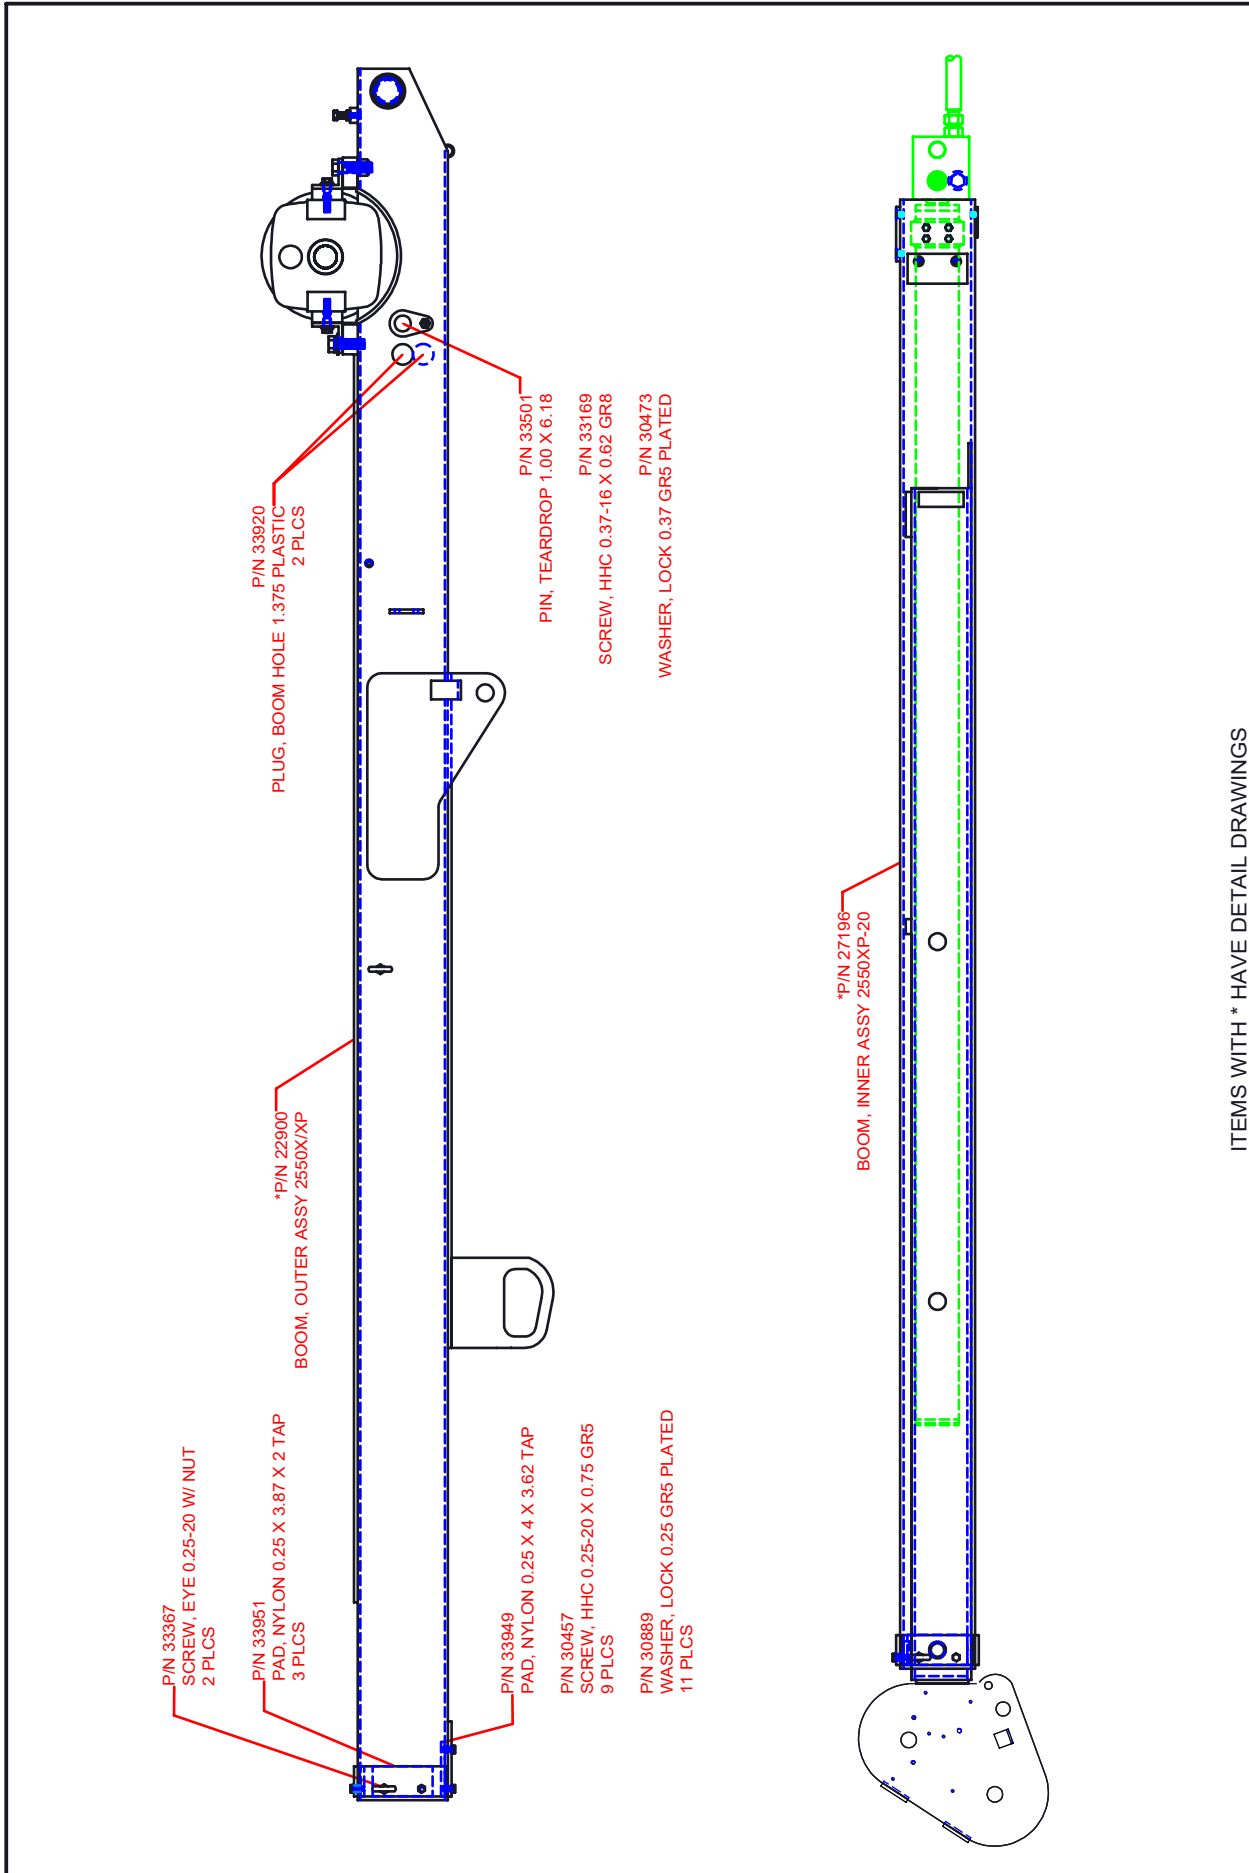 P/N 33367
SCREW, EYE 0.25-20 W/ NUT
2 PLCS
P/N 33951
PAD, NYLON 0.25 X 3.87 X 2 TAP
3 PLCS
*P/N 22900
BOOM, OUTER ASSY 2550X/XP
P/N 33920
PLUG, BOOM HOLE 1.375 PLASTIC
2 PLCS
P/N 33949
PAD, NYLON 0.25 X 4 X 3.62 TAP
P/N 30457
SCREW, HHC 0.25-20 X 0.75 GR5
9 PLCS
P/N 30889
WASHER, LOCK 0.25 GR5 PLATED
11 PLCS
P/N 33501
PIN, TEARDROP 1.00 X 6.18
P/N 33169
SCREW, HHC 0.37-16 X 0.62 GR8
P/N 30473
WASHER, LOCK 0.37 GR5 PLATED
*P/N 27196
BOOM, INNER ASSY 2550XP-20
ITEMS WITH * HAVE DETAIL DRAWINGS